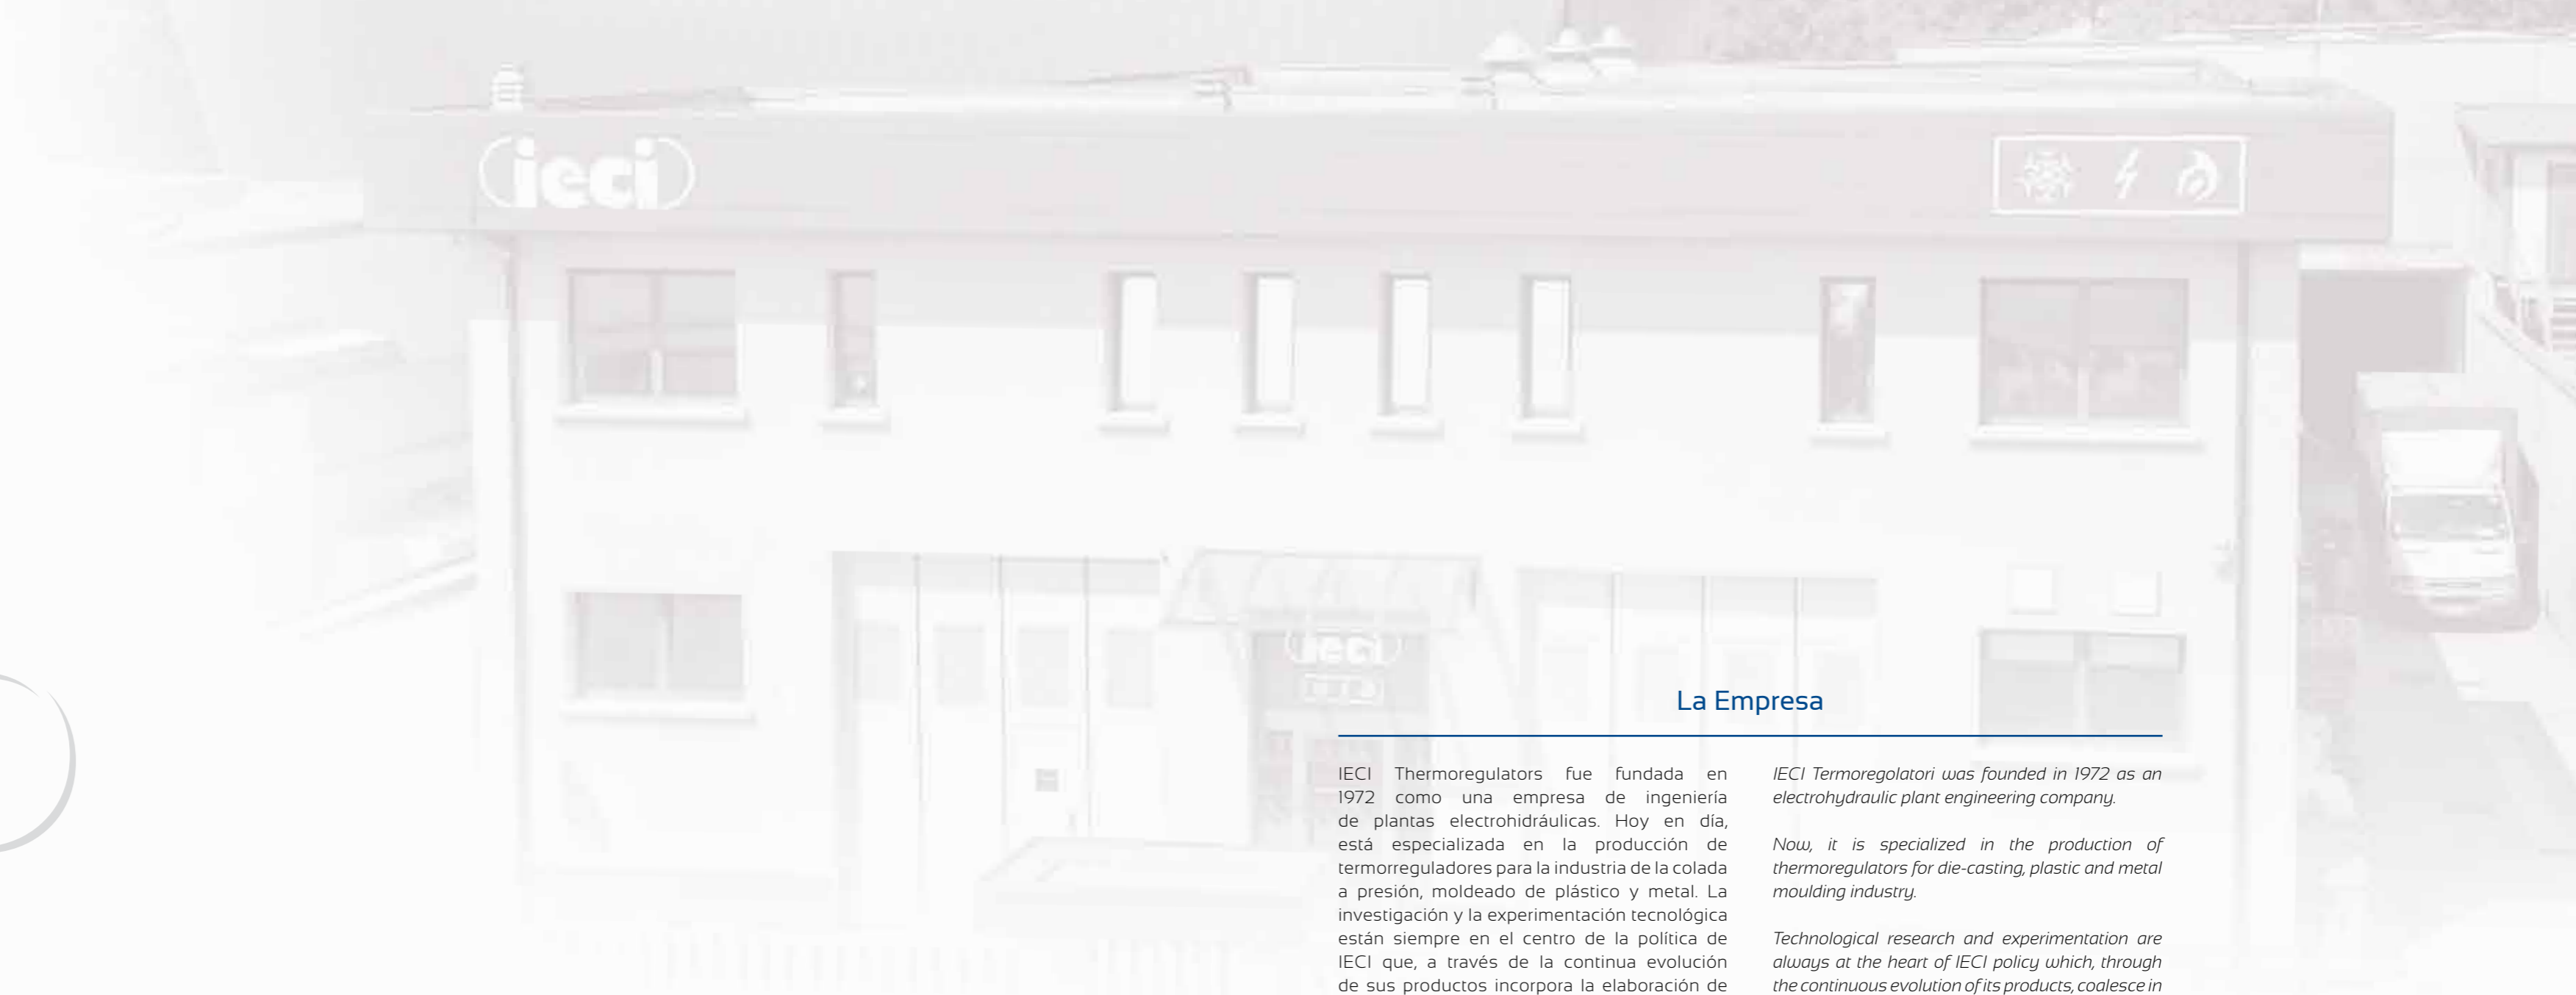 ieci
ieci
La Empresa
IECI Thermoregulators fue fundada en
1972 como una empresa de ingeniería
de plantas electrohidráulicas. Hoy en día,
está especializada en la producción de
termorreguladores para la industria de la colada
a presión, moldeado de plástico y metal. La
investigación y la experimentación tecnológica
están siempre en el centro de la política de
IECI que, a través de la continua evolución
de sus productos incorpora la elaboración de
IECI Termoregolatori was founded in 1972 as an
electrohydraulic plant engineering company.
Now, it is specialized in the production of
thermoregulators for die-casting, plastic and metal
moulding industry.
Technological research and experimentation are
always at the heart of IECI policy which, through
the continuous evolution of its products, coalesce in